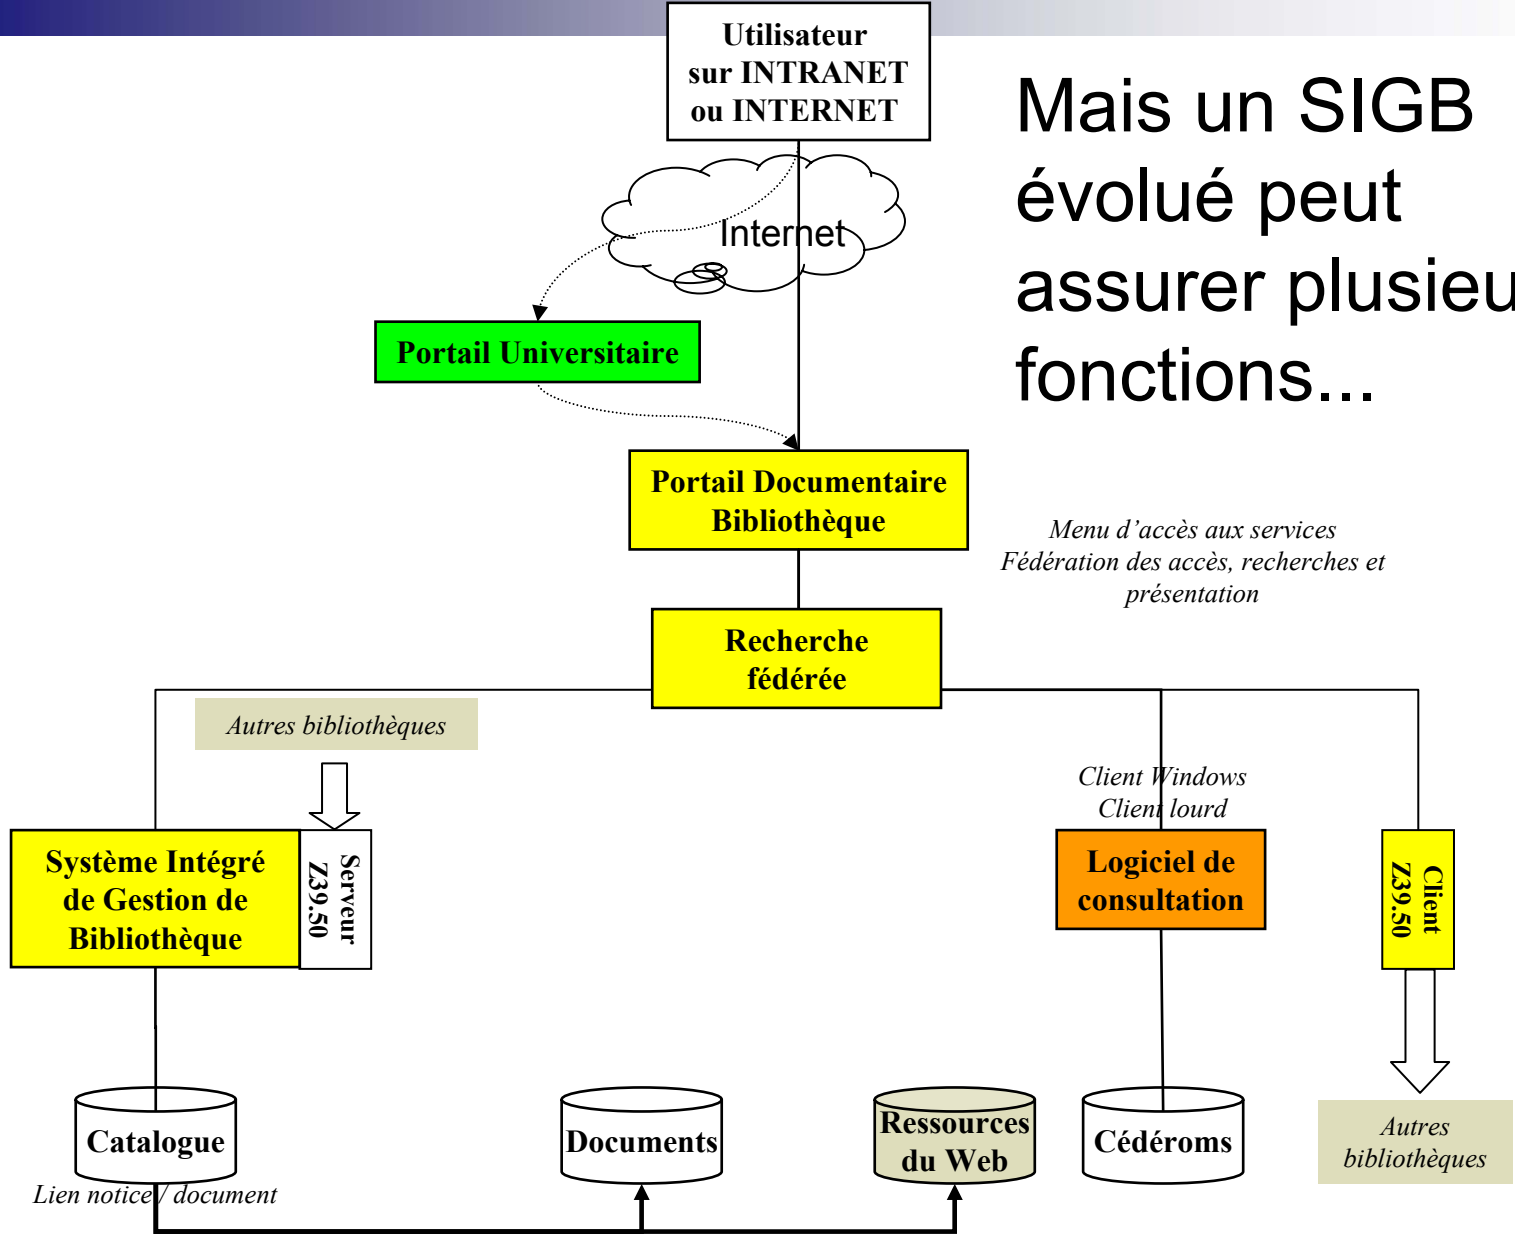 Utilisateur
sur INTRANET
ou INTERNET
Mais un SIGB
évolué peut
assurer plusieu
fonctions...
Internet
Portail Universitaire
Portail Documentaire
Bibliothèque
Menu d’accès aux services
Fédération des accès, recherches et
présentation
Recherche
fédérée
Autres bibliothèques
Client Windows
Client lourd
Système Intégré
de Gestion de
Bibliothèque
Serveur
Z39.50
Logiciel de
consultation
Client
Z39.50
Catalogue
Documents
Ressources
du Web
Cédéroms
Autres
bibliothèques
Lien notice / document